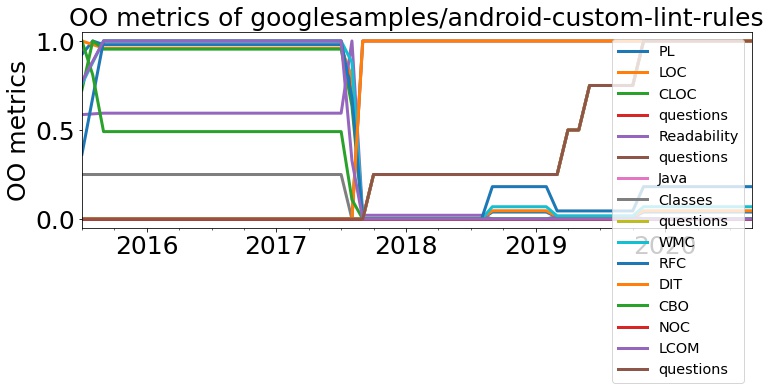 OO metrics of googlesamples/android-custom-lint-rules
OO metrics
1.0
0.5
0.0
2016
2017
2018
2019
2020
PL
LOC
CLOC
questions
Readability
questions
Java
Classes
questions
WMC
RFC
DIT
CBO
NOC
LCOM
questions